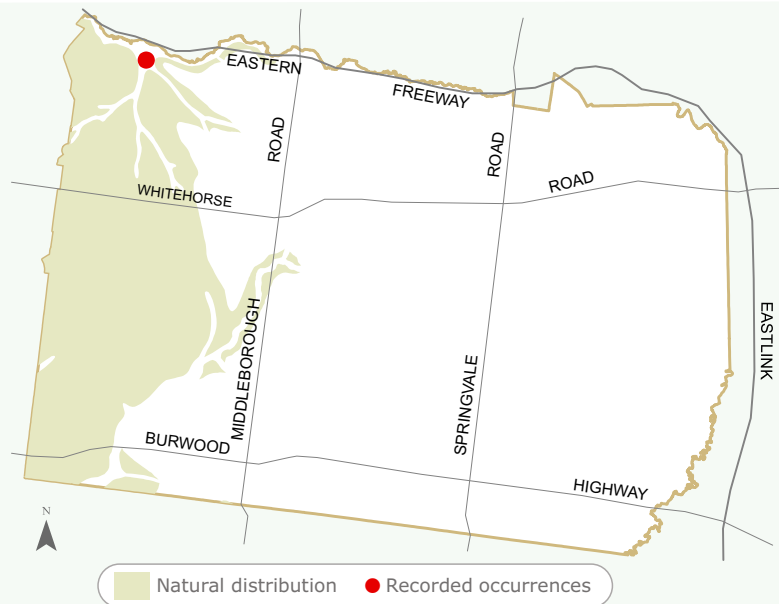 EASTERN
FREEWAY
ROAD
ROAD
WHITEHORSE
ROAD
MIDDLEBOROUGH
SPRINGVALE
EASTLINK
BURWOOD
HIGHWAY
N
Natural distribution
Recorded occurrences